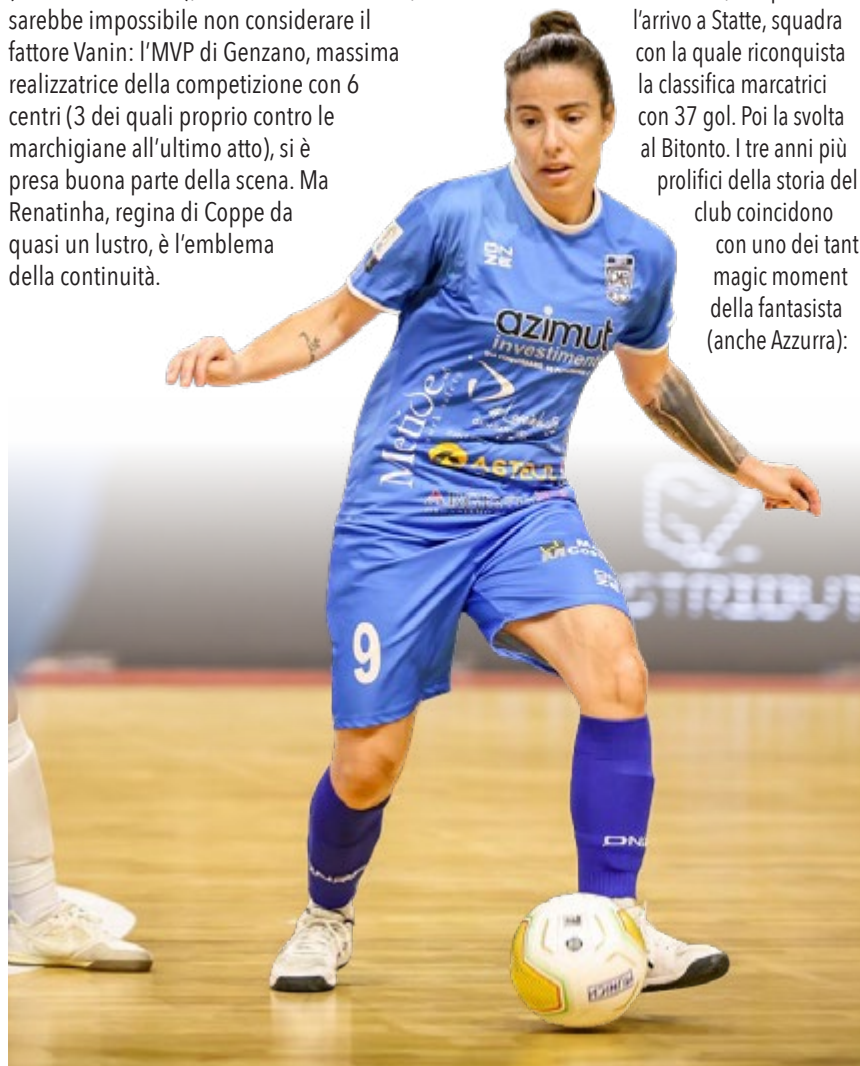 sarebbe impossibile non considerare il
fattore Vanin: l’MVP di Genzano, massima
realizzatrice della competizione con 6
centri (3 dei quali proprio contro le
marchigiane all’ultimo atto), si è
presa buona parte della scena. Ma
Renatinha, regina di Coppe da
quasi un lustro, è l’emblema
della continuità.
l’arrivo a Statte, squadra
con la quale riconquista
la classifica marcatrici
con 37 gol. Poi la svolta
al Bitonto. I tre anni più
prolifici della storia del
club coincidono
con uno dei tant
magic moment
della fantasista
(anche Azzurra):
azimut
investiment
9